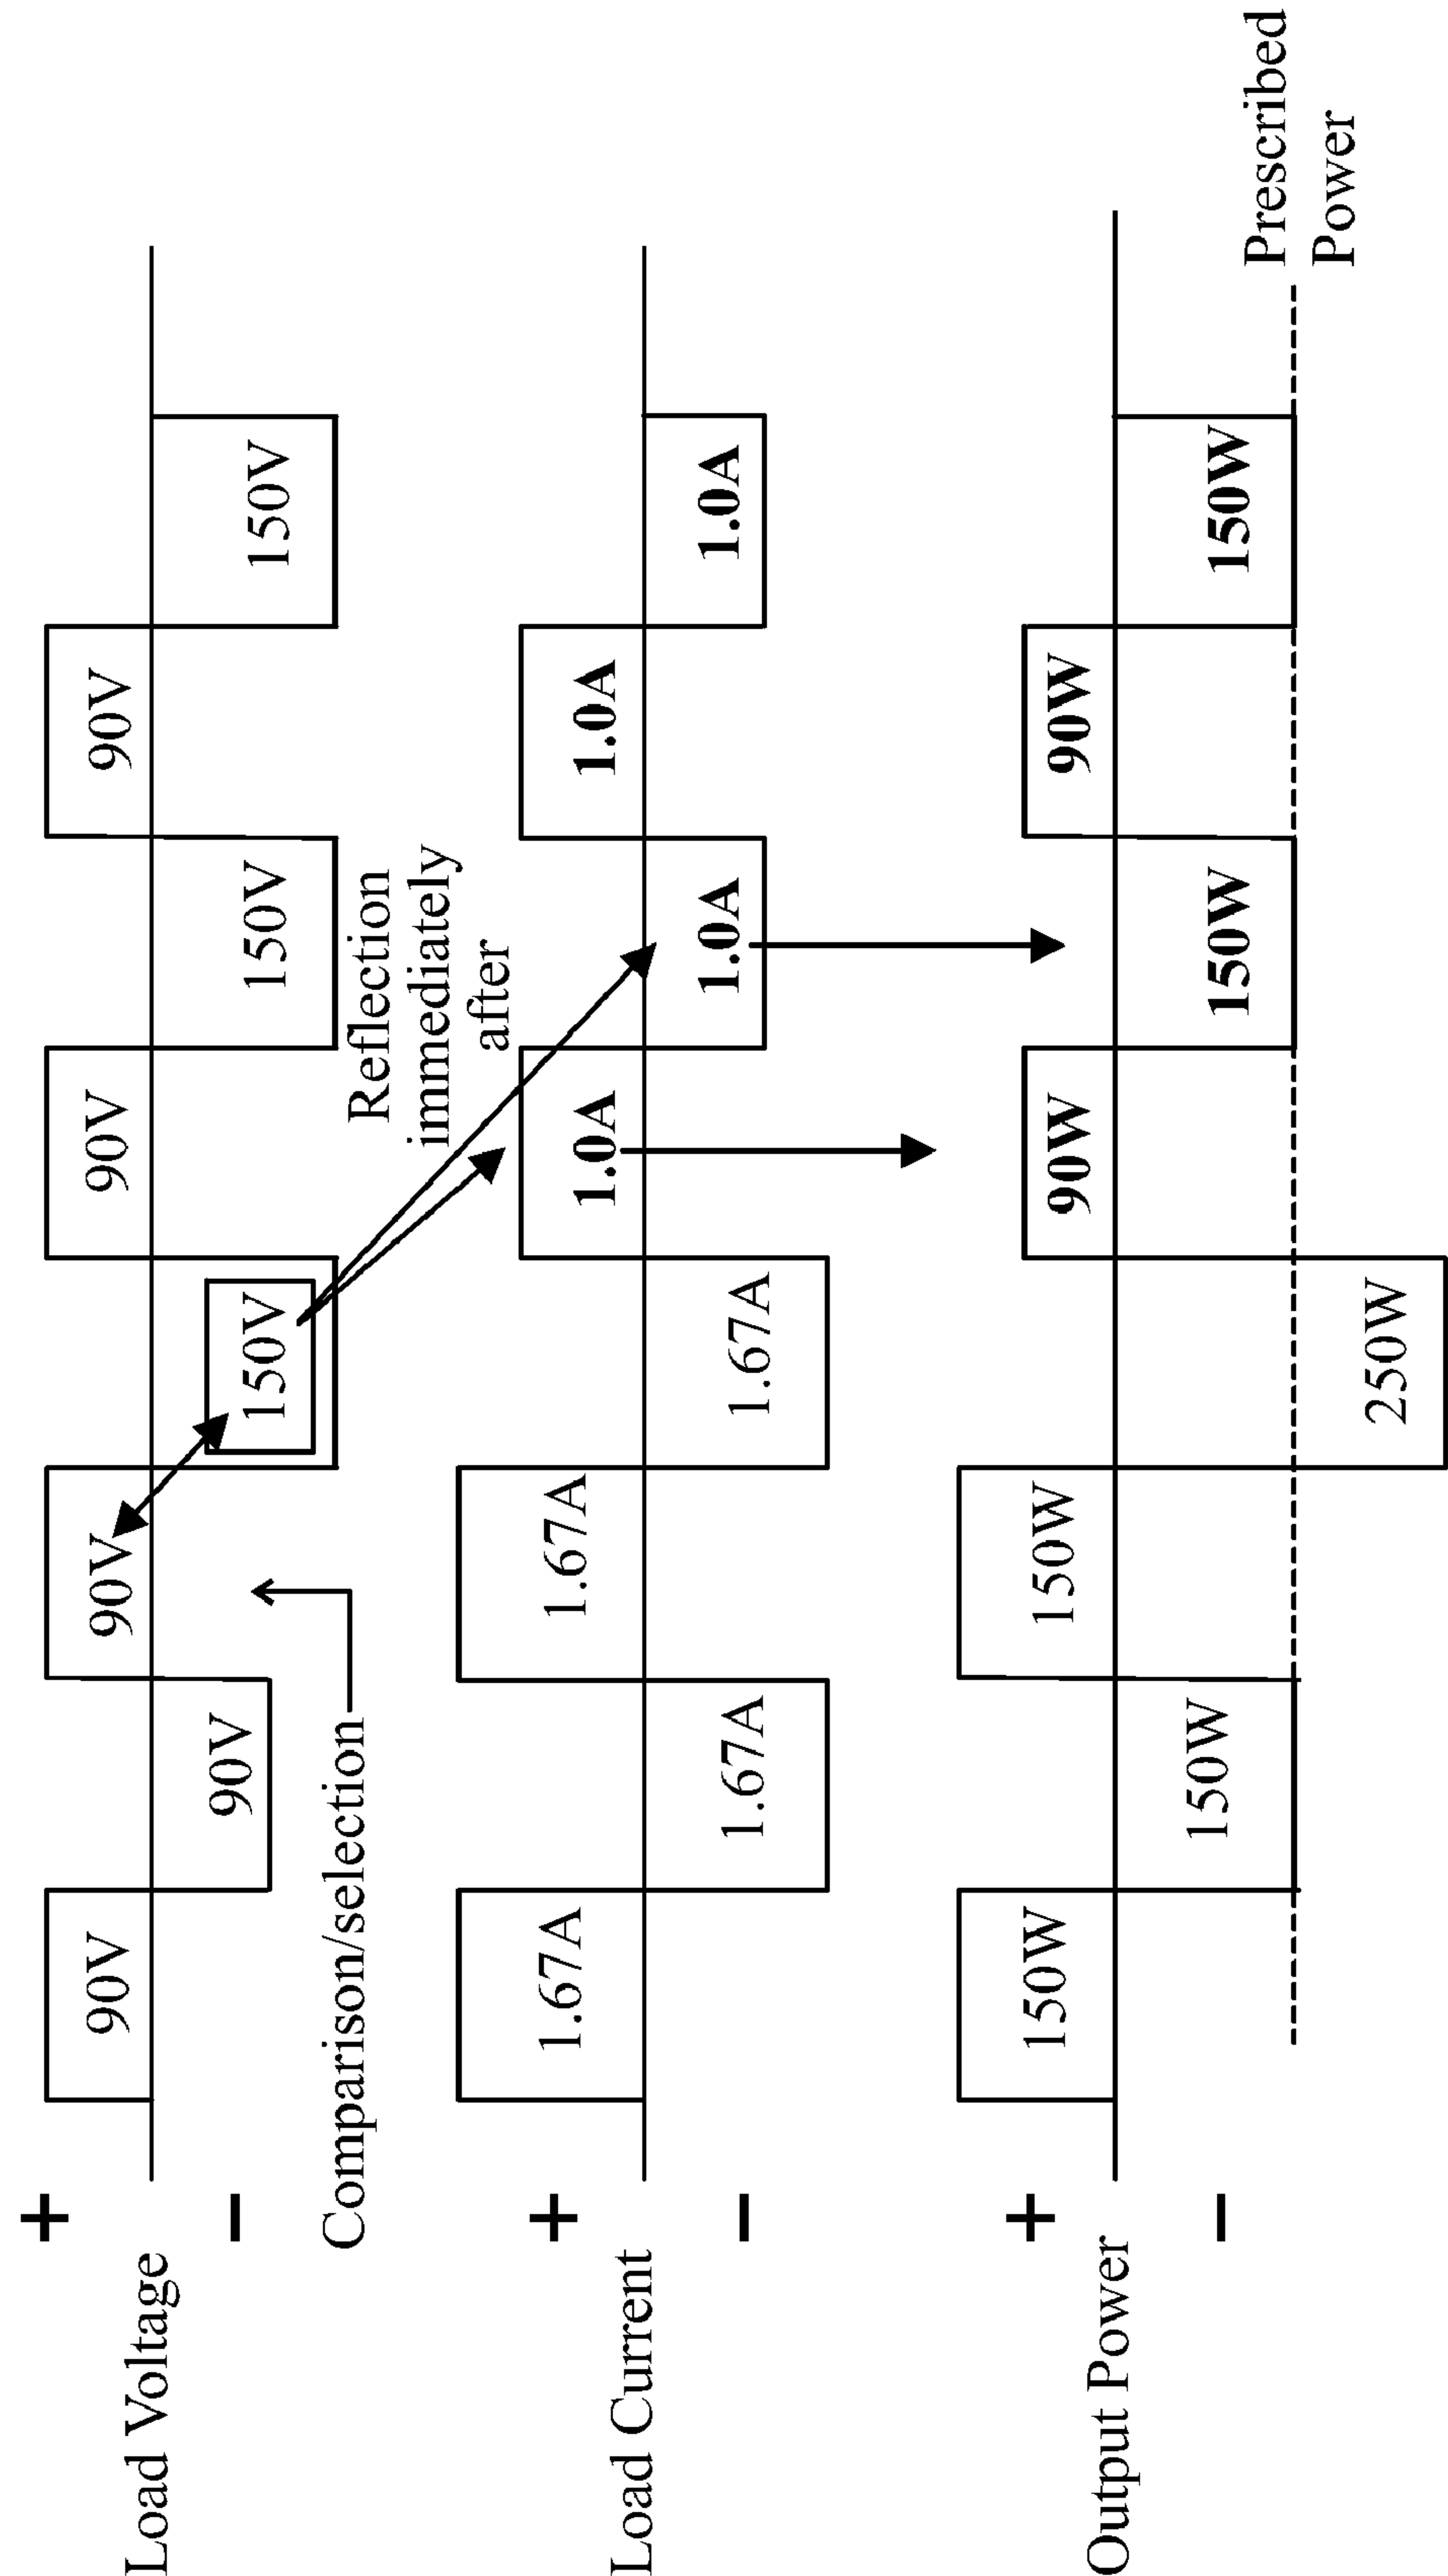 Load Voltage
+
−
90V
90V
90V
150V
90V
150V
90V
150V
Comparison/selection
Reflection
immediately
after
Load Current
+
−
1.67A
1.67A
1.67A
1.67A
1.0A
1.0A
1.0A
1.0A
Output Power
+
−
150W
150W
150W
250W
90W
150W
90W
150W
Prescribed
Power